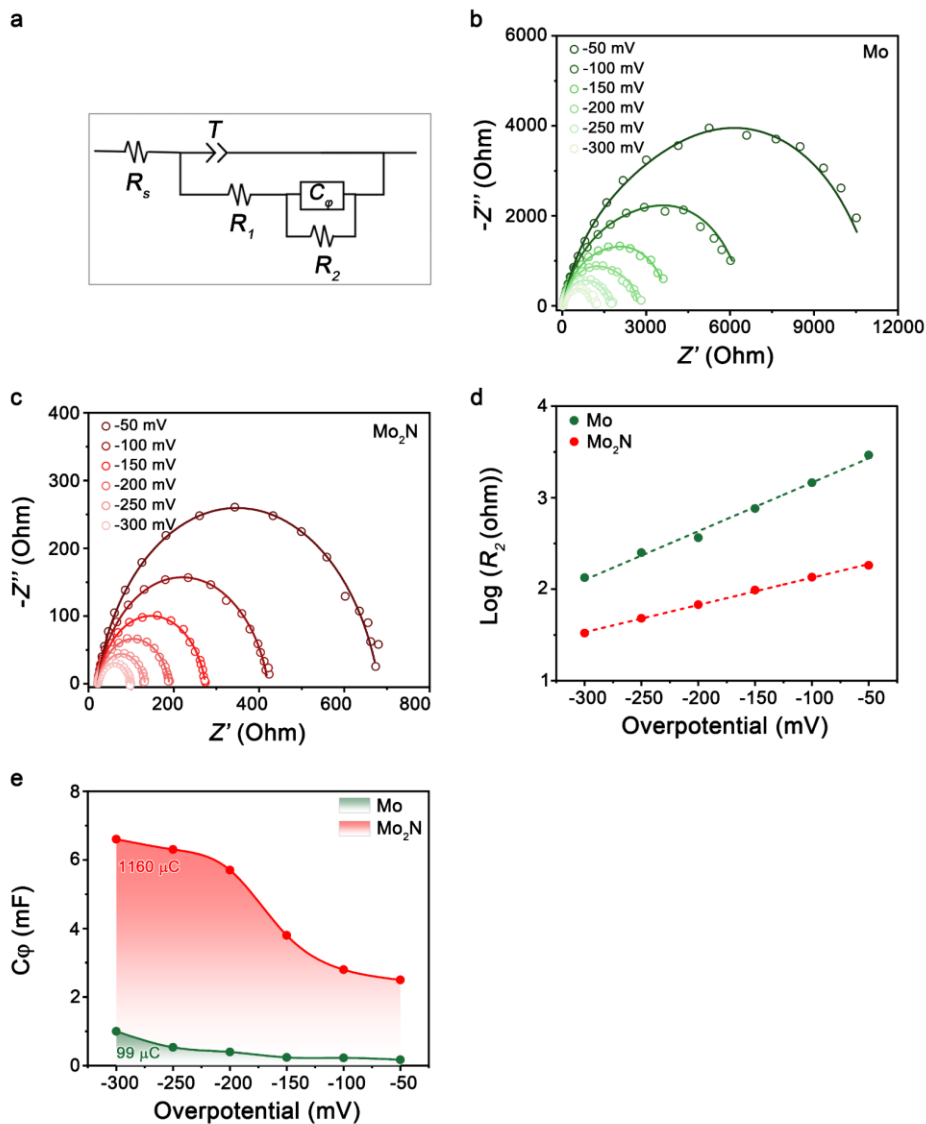 a
T
R_s
R_1
C_φ
R_2
b
Mo
-50 mV
-100 mV
-150 mV
-200 mV
-250 mV
-300 mV
6000
4000
2000
0
-Z″ (Ohm)
0 3000 6000 9000 12000
Z′ (Ohm)
c
Mo₂N
-50 mV
-100 mV
-150 mV
-200 mV
-250 mV
-300 mV
400
300
200
100
0
-Z″ (Ohm)
0 200 400 600 800
Z′ (Ohm)
d
Mo
Mo₂N
4
3
2
1
Log (R₂(ohm))
-300 -250 -200 -150 -100 -50
Overpotential (mV)
e
Mo
Mo₂N
8
6
4
2
0
1160 μC
99 μC
Cφ (mF)
-300 -250 -200 -150 -100 -50
Overpotential (mV)